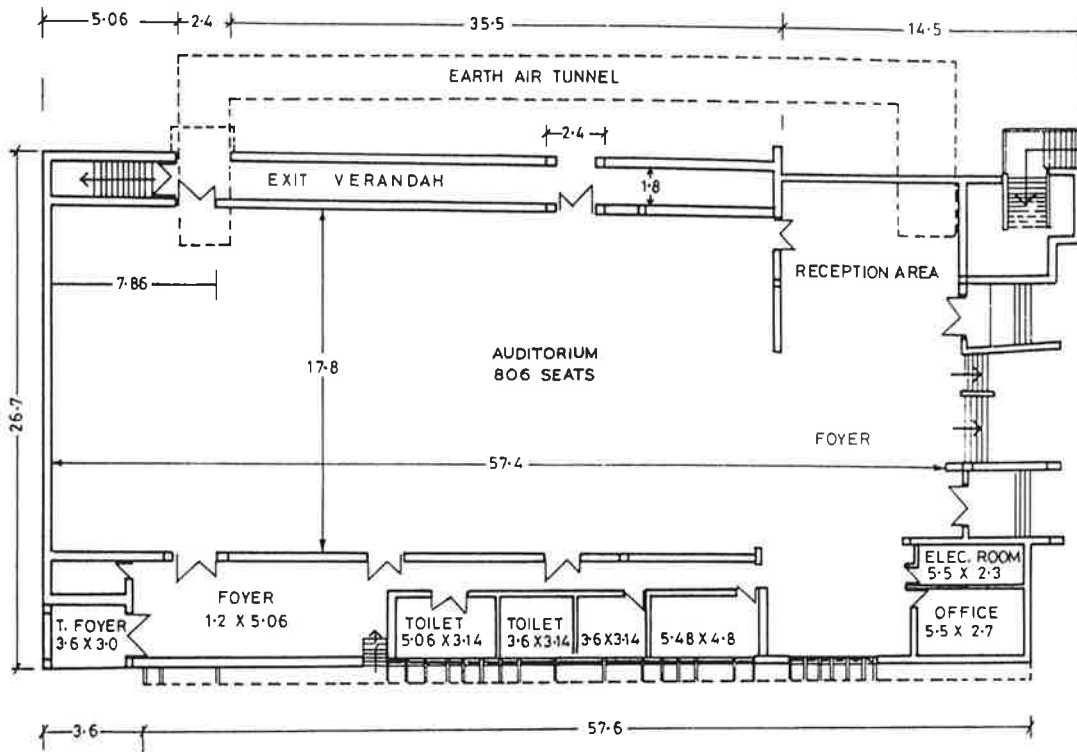 5·06
2·4
35·5
14·5
EARTH AIR TUNNEL
2·4
EXIT VERANDAH
1·8
7·86
RECEPTION AREA
17·8
AUDITORIUM
806 SEATS
26·7
FOYER
57·4
ELEC. ROOM
5·5 X 2·3
FOYER
1·2 X 5·06
T. FOYER
3·6 X 3·0
TOILET
5·06 X 3·14
TOILET
3·6 X 3·14
3·6 X 3·14
5·48 X 4·8
OFFICE
5·5 X 2·7
3·6
57·6